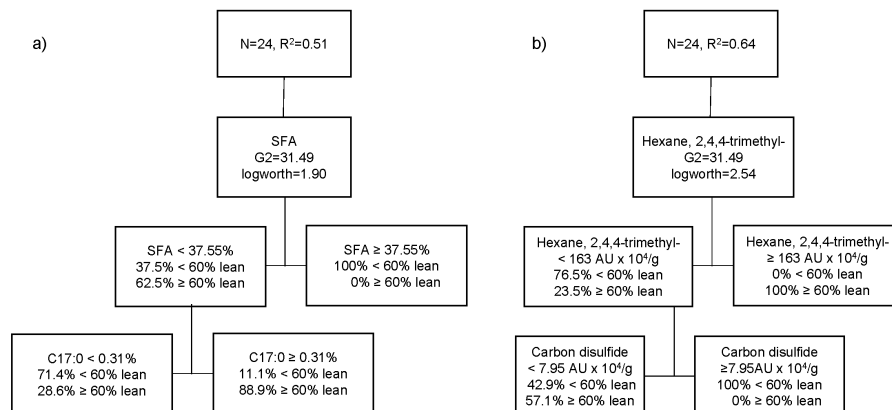 a)
N=24, R²=0.51
SFA
G2=31.49
logworth=1.90
SFA < 37.55%
37.5% < 60% lean
62.5% ≥ 60% lean
SFA ≥ 37.55%
100% < 60% lean
0% ≥ 60% lean
C17:0 < 0.31%
71.4% < 60% lean
28.6% ≥ 60% lean
C17:0 ≥ 0.31%
11.1% < 60% lean
88.9% ≥ 60% lean
b)
N=24, R²=0.64
Hexane, 2,4,4-trimethyl-
G2=31.49
logworth=2.54
Hexane, 2,4,4-trimethyl-
< 163 AU x 10⁴/g
76.5% < 60% lean
23.5% ≥ 60% lean
Hexane, 2,4,4-trimethyl-
≥ 163 AU x 10⁴/g
0% < 60% lean
100% ≥ 60% lean
Carbon disulfide
< 7.95 AU x 10⁴/g
42.9% < 60% lean
57.1% ≥ 60% lean
Carbon disulfide
≥7.95AU x 10⁴/g
100% < 60% lean
0% ≥ 60% lean